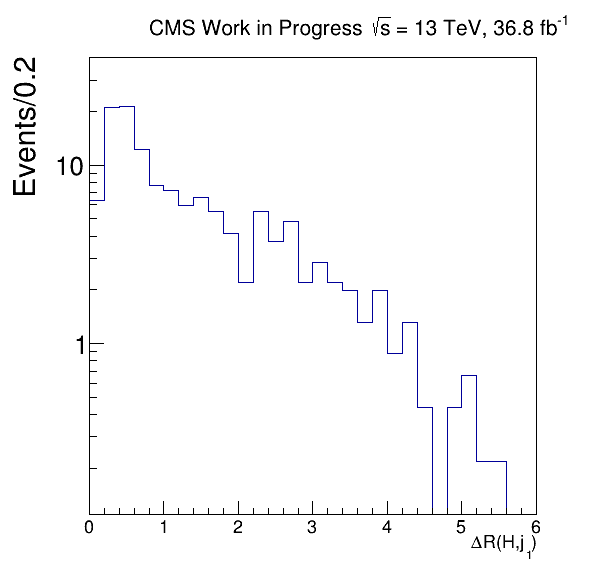 CMS Work in Progress √s = 13 TeV, 36.8 fb⁻¹
Events/0.2
10
1
0 1 2 3 4 5 6
ΔR(H,j₁)